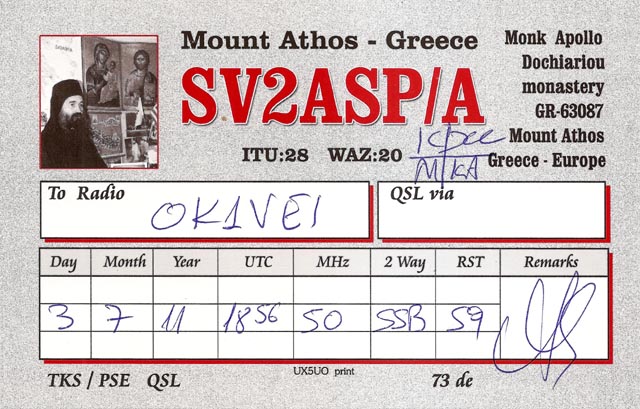 Mount Athos - Greece
SV2ASP/A
ITU:28 WAZ:20
Monk Apollo
Dochiariou
monastery
GR-63087
Mount Athos
Greece - Europe
To Radio
OK1VEI
QSL via
Day Month Year UTC MHz 2 Way RST Remarks
3 7 11 1856 50 SSB 59
TKS / PSE QSL
UX5UO print
73 de